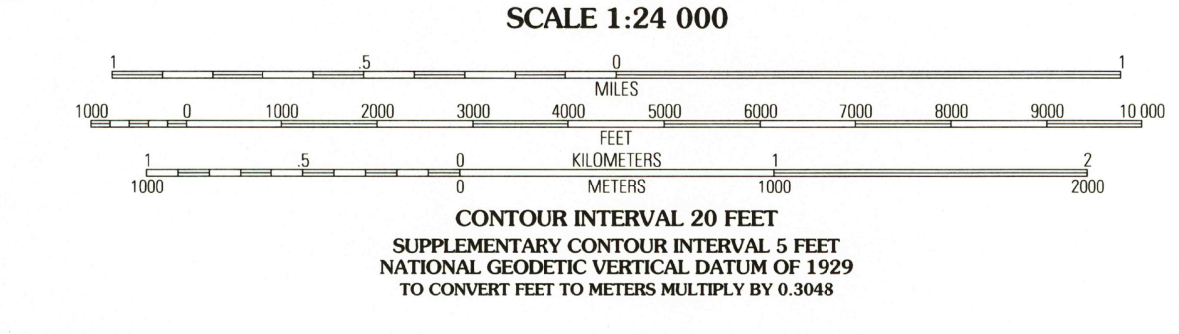 SCALE 1:24 000
1 .5 0 1
MILES
1000 0 1000 2000 3000 4000 5000 6000 7000 8000 9000 10 000
FEET
1 .5 0 KILOMETERS 1 2
1000 0 METERS 1000 2000
CONTOUR INTERVAL 20 FEET
SUPPLEMENTARY CONTOUR INTERVAL 5 FEET
NATIONAL GEODETIC VERTICAL DATUM OF 1929
TO CONVERT FEET TO METERS MULTIPLY BY 0.3048